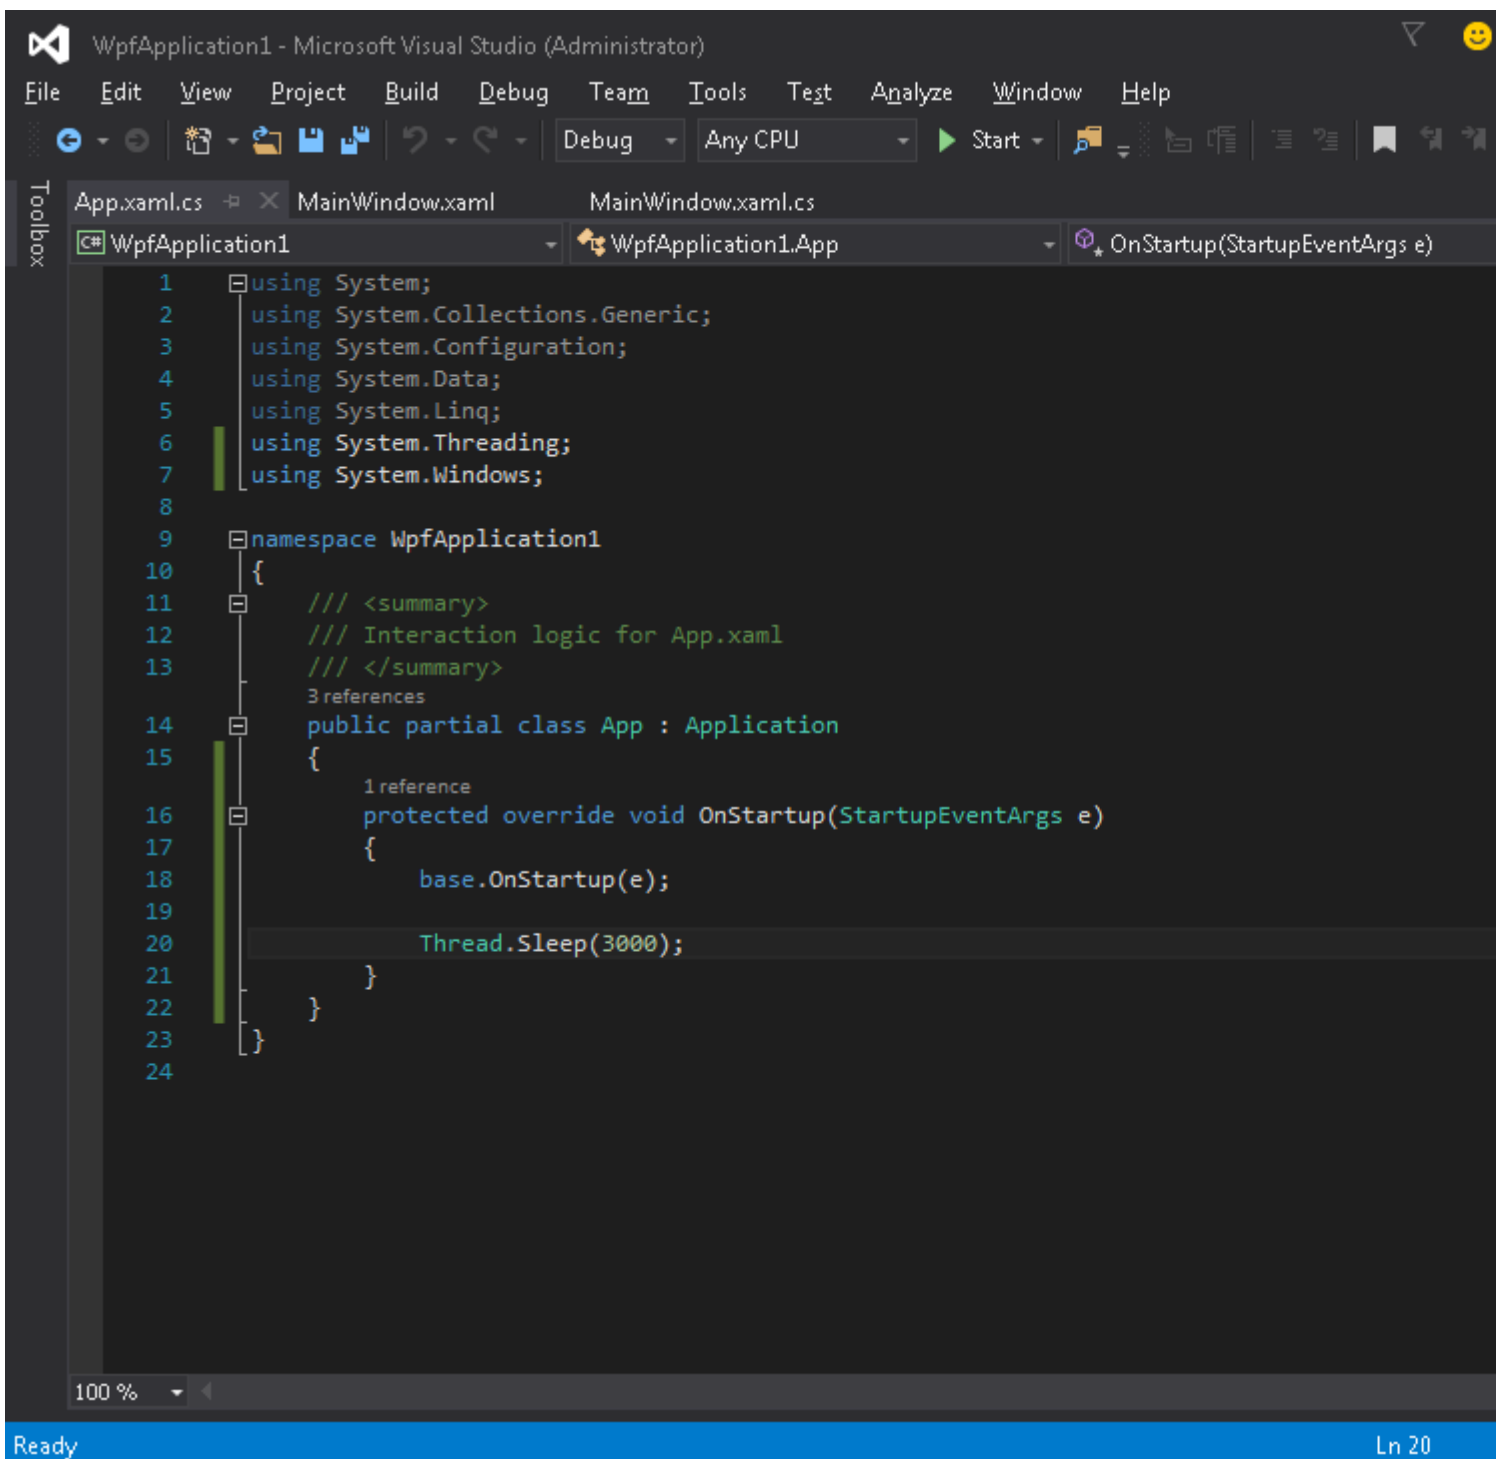 WpfApplication1 - Microsoft Visual Studio (Administrator)
File Edit View Project Build Debug Team Tools Test Analyze Window Help
Debug Any CPU Start
Toolbox
App.xaml.cs MainWindow.xaml MainWindow.xaml.cs
C# WpfApplication1 WpfApplication1.App OnStartup(StartupEventArgs e)
1 using System;
2 using System.Collections.Generic;
3 using System.Configuration;
4 using System.Data;
5 using System.Linq;
6 using System.Threading;
7 using System.Windows;
8
9 namespace WpfApplication1
10 {
11 /// <summary>
12 /// Interaction logic for App.xaml
13 /// </summary>
3 references
14 public partial class App : Application
15 {
1 reference
16 protected override void OnStartup(StartupEventArgs e)
17 {
18 base.OnStartup(e);
19
20 Thread.Sleep(3000);
21 }
22 }
23 }
24
100 %
Ready Ln 20